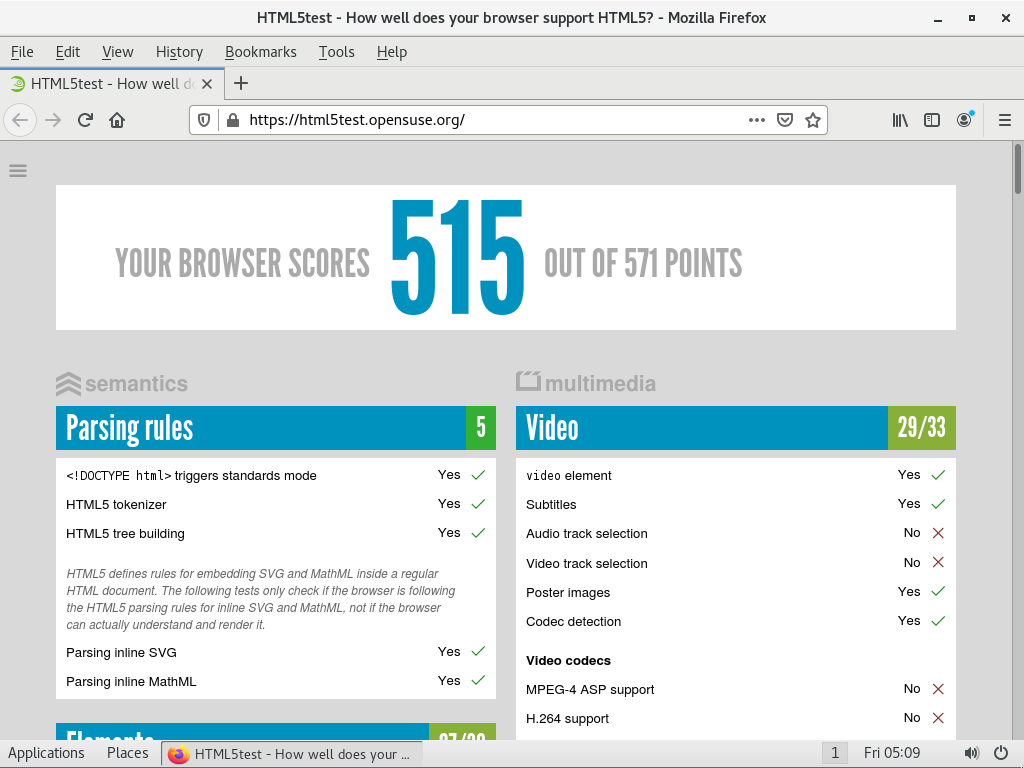 HTML5test - How well does your browser support HTML5? - Mozilla Firefox
File Edit View History Bookmarks Tools Help
HTML5test - How well d
https://html5test.opensuse.org/
YOUR BROWSER SCORES 515 OUT OF 571 POINTS
semantics
Parsing rules 5
<!DOCTYPE html> triggers standards mode Yes
HTML5 tokenizer Yes
HTML5 tree building Yes
HTML5 defines rules for embedding SVG and MathML inside a regular
HTML document. The following tests only check if the browser is following
the HTML5 parsing rules for inline SVG and MathML, not if the browser
can actually understand and render it.
Parsing inline SVG Yes
Parsing inline MathML Yes
Elements
multimedia
Video 29/33
video element Yes
Subtitles Yes
Audio track selection No
Video track selection No
Poster images Yes
Codec detection Yes
Video codecs
MPEG-4 ASP support No
H.264 support No
Applications Places HTML5test - How well does your ... 1 Fri 05:09